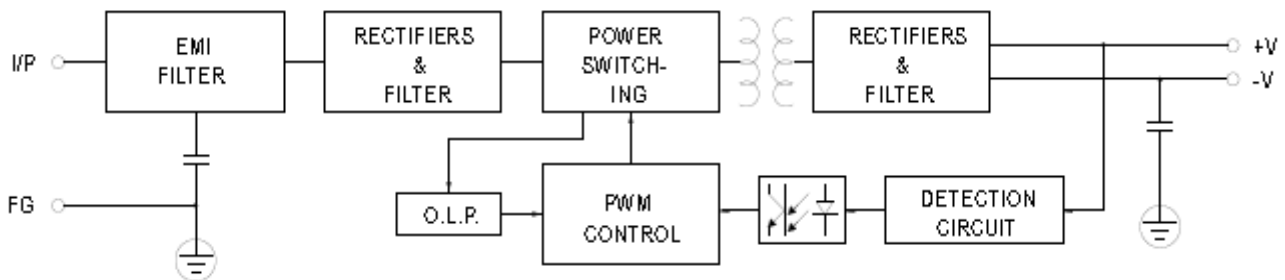 I/P
EMI
FILTER
RECTIFIERS
&
FILTER
POWER
SWITCH-
ING
RECTIFIERS
&
FILTER
+V
-V
FG
O.L.P.
PWM
CONTROL
DETECTION
CIRCUIT